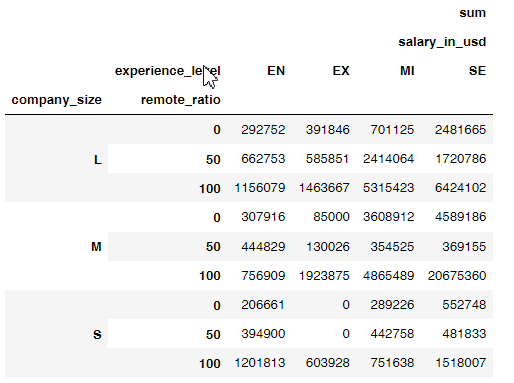 sum
salary_in_usd
experience_level EN EX MI SE
company_size remote_ratio
0 292752 391846 701125 2481665
L 50 662753 585851 2414064 1720786
100 1156079 1463667 5315423 6424102
0 307916 85000 3608912 4589186
M 50 444829 130026 354525 369155
100 756909 1923875 4865489 20675360
0 206661 0 289226 552748
S 50 394900 0 442758 481833
100 1201813 603928 751638 1518007